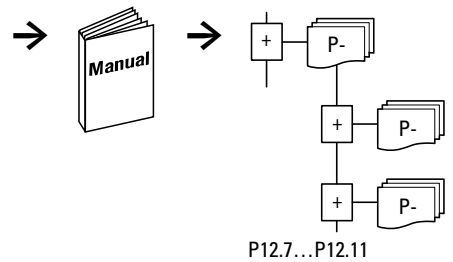 Manual
+ P-
+ P-
+ P-
P12.7...P12.11